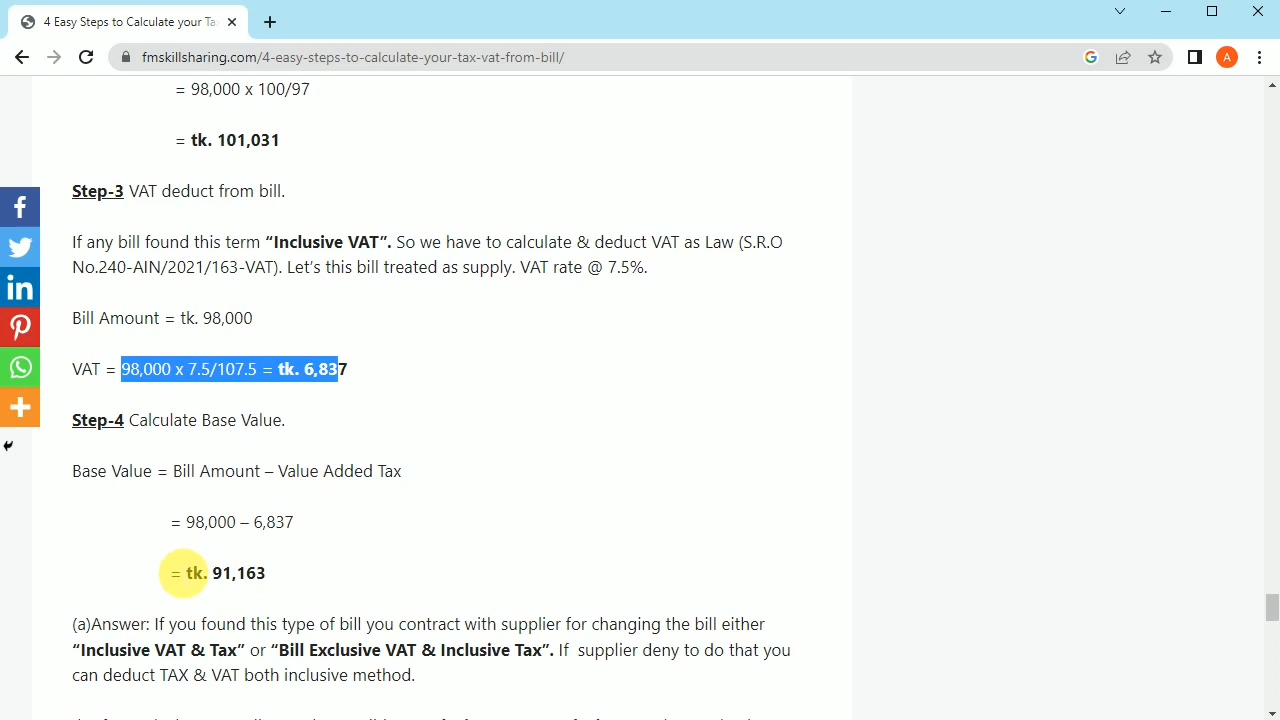 4 Easy Steps to Calculate your Ta
fmskillsharing.com/4-easy-steps-to-calculate-your-tax-vat-from-bill/
A
= 98,000 x 100/97
= tk. 101,031
Step-3 VAT deduct from bill.
If any bill found this term “Inclusive VAT”. So we have to calculate & deduct VAT as Law (S.R.O
No.240-AIN/2021/163-VAT). Let’s this bill treated as supply. VAT rate @ 7.5%.
Bill Amount = tk. 98,000
VAT = 98,000 x 7.5/107.5 = tk. 6,837
Step-4 Calculate Base Value.
Base Value = Bill Amount – Value Added Tax
= 98,000 – 6,837
= tk. 91,163
(a)Answer: If you found this type of bill you contract with supplier for changing the bill either
“Inclusive VAT & Tax” or “Bill Exclusive VAT & Inclusive Tax”. If supplier deny to do that you
can deduct TAX & VAT both inclusive method.